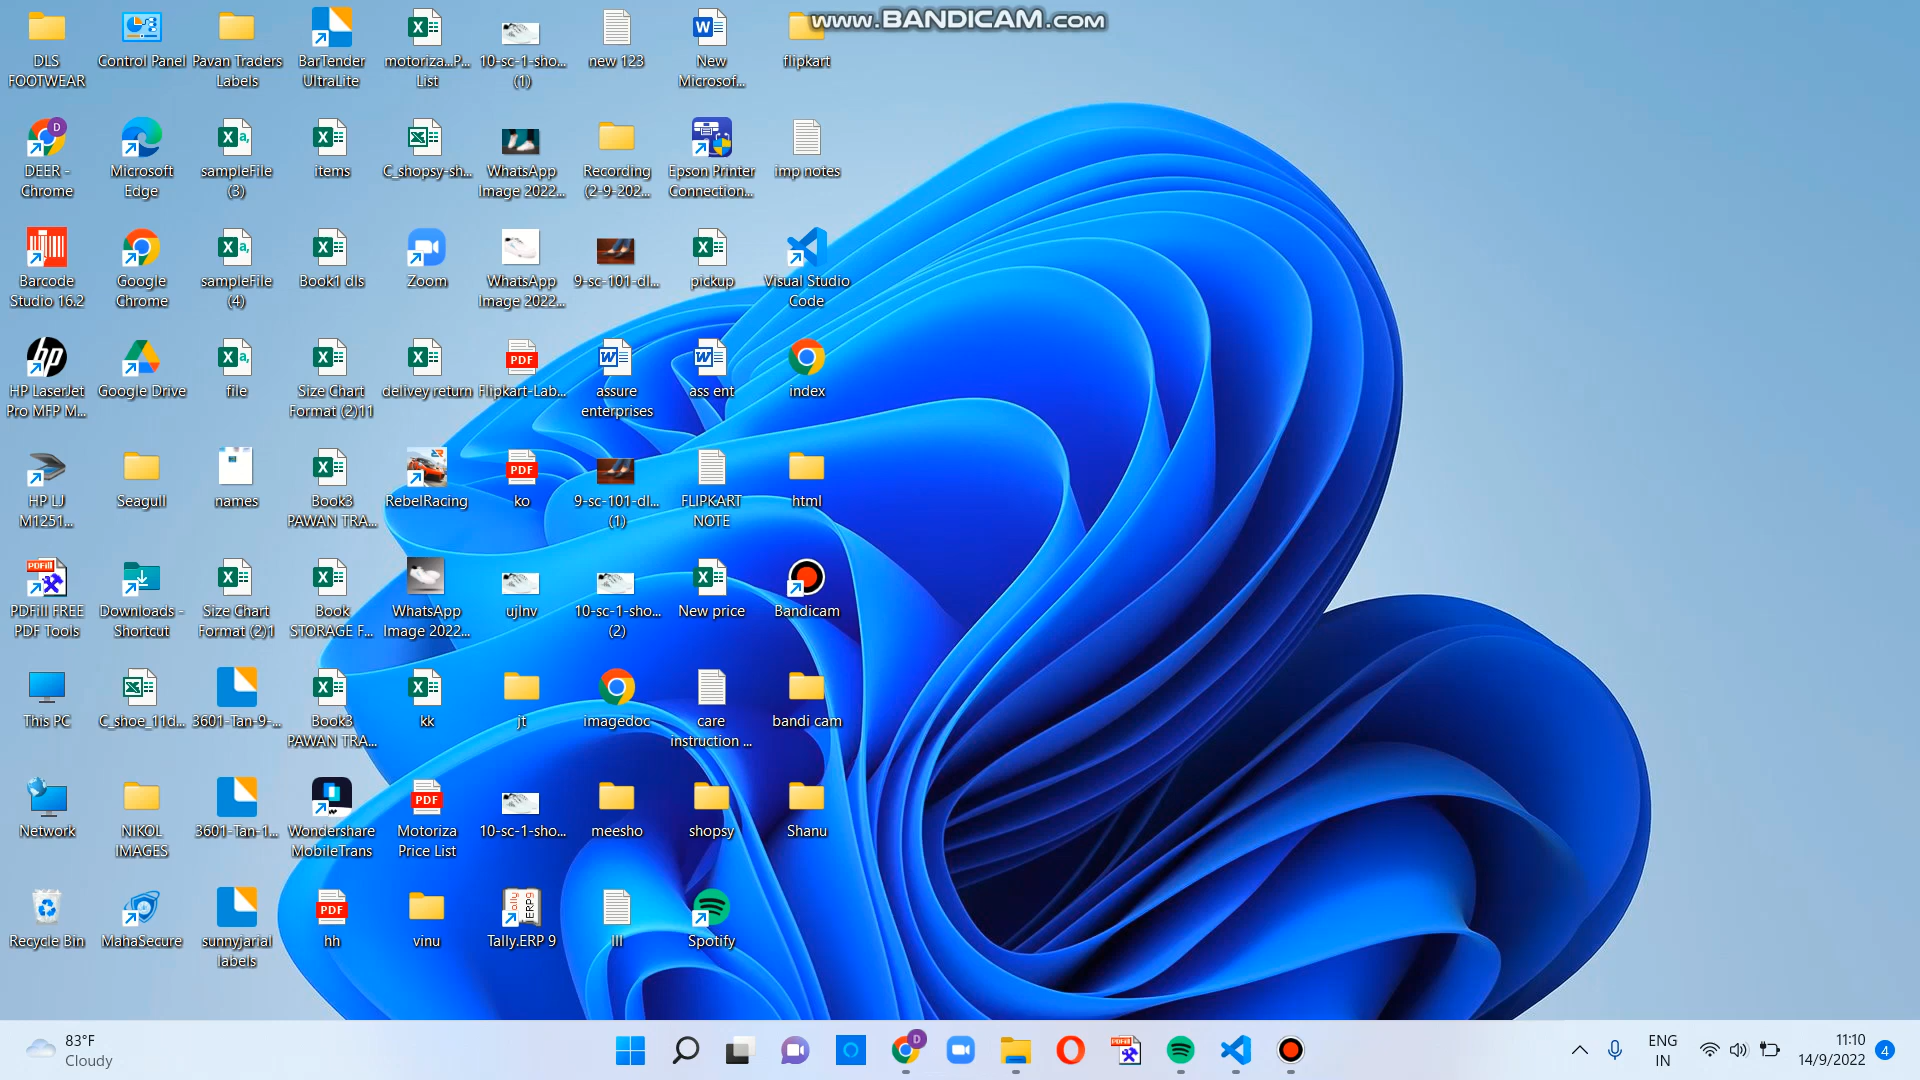 www.BANDICAM.com
DLS
FOOTWEAR
Control Panel
Pavan Traders
Labels
BarTender
UltraLite
motoriza...P...
List
10-sc-1-sho...
(1)
new 123
New
Microsof...
flipkart
DEER -
Chrome
Microsoft
Edge
sampleFile
(3)
items
C_shopsy-sh...
WhatsApp
Image 2022...
Recording
(2-9-202...
Epson Printer
Connection...
imp notes
Barcode
Studio 16.2
Google
Chrome
sampleFile
(4)
Book1 dls
Zoom
WhatsApp
Image 2022...
9-sc-101-dl...
pickup
Visual Studio
Code
HP LaserJet
Pro MFP M...
Google Drive
file
Size Chart
Format (2)11
delivey return
Flipkart-Lab...
assure
enterprises
ass ent
index
HP LJ
M1251...
Seagull
names
Book3
PAWAN TRA...
RebelRacing
ko
9-sc-101-dl...
(1)
FLIPKART
NOTE
html
PDFill FREE
PDF Tools
Downloads -
Shortcut
Size Chart
Format (2)1
Book
STORAGE F...
WhatsApp
Image 2022...
10-sc-1-sho...
(2)
New price
Bandicam
This PC
C_shoe_11d...
3601-Tan-9-...
Book3
PAWAN TRA...
kk
jt
imagedoc
care
instruction ...
bandi cam
Network
NIKOL
IMAGES
3601-Tan-1...
Wondershare
MobileTrans
Motoriza
Price List
10-sc-1-sho...
meesho
shopsy
Shanu
Recycle Bin
MahaSecure
sunnyjarial
labels
hh
vinu
Tally.ERP 9
Spotify
83°F
Cloudy
ENG
IN
11:10
14/9/2022
4